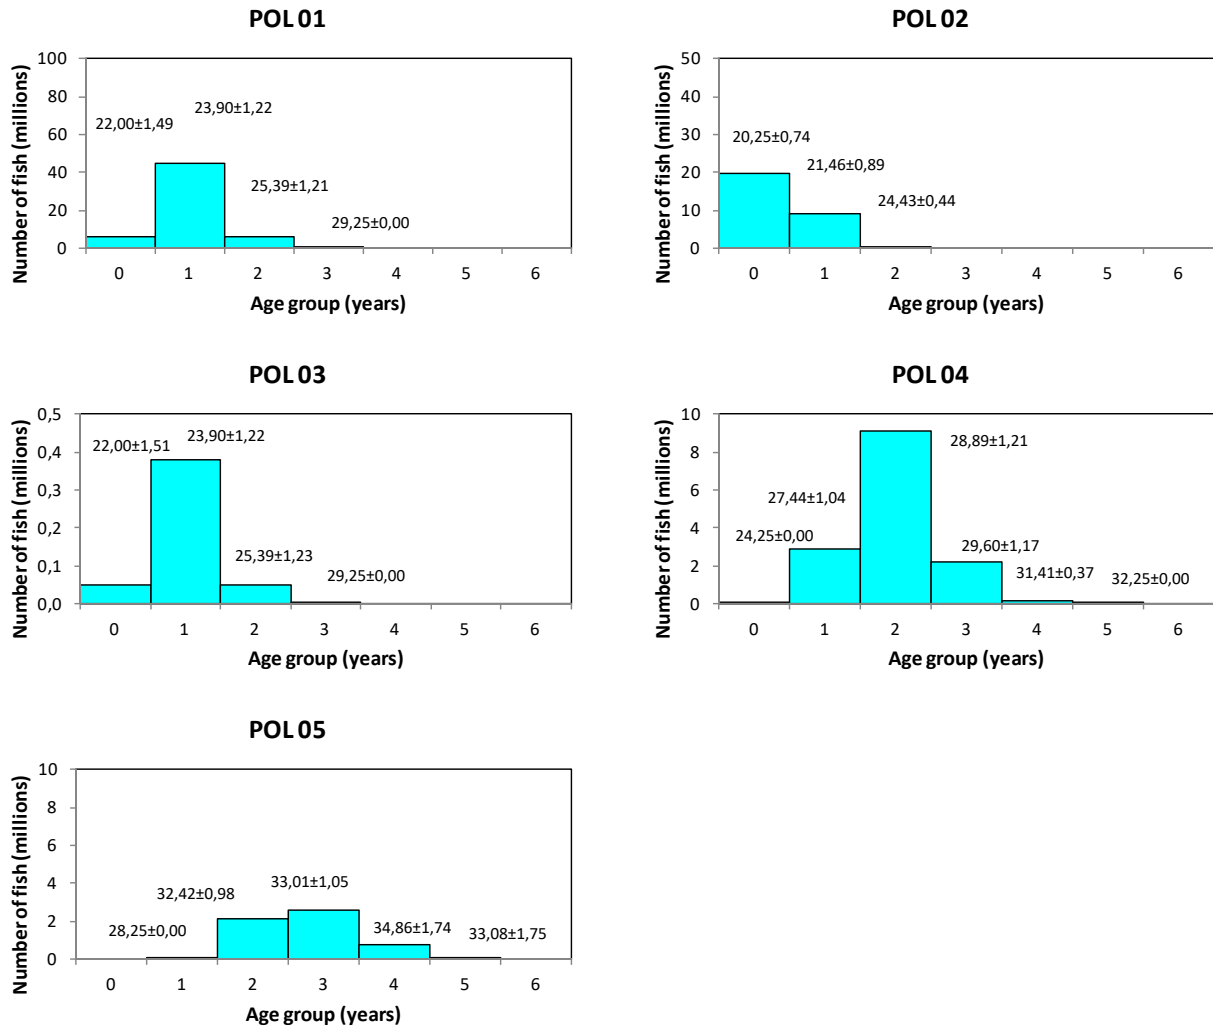 POL 01
Number of fish (millions)
100
80
60
40
20
0
22,00±1,49
23,90±1,22
25,39±1,21
29,25±0,00
0 1 2 3 4 5 6
Age group (years)
POL 02
Number of fish (millions)
50
40
30
20
10
0
20,25±0,74
21,46±0,89
24,43±0,44
0 1 2 3 4 5 6
Age group (years)
POL 03
Number of fish (millions)
0,5
0,4
0,3
0,2
0,1
0,0
22,00±1,51
23,90±1,22
25,39±1,23
29,25±0,00
0 1 2 3 4 5 6
Age group (years)
POL 04
Number of fish (millions)
10
8
6
4
2
0
24,25±0,00
27,44±1,04
28,89±1,21
29,60±1,17
31,41±0,37
32,25±0,00
0 1 2 3 4 5 6
Age group (years)
POL 05
Number of fish (millions)
10
8
6
4
2
0
28,25±0,00
32,42±0,98
33,01±1,05
34,86±1,74
33,08±1,75
0 1 2 3 4 5 6
Age group (years)